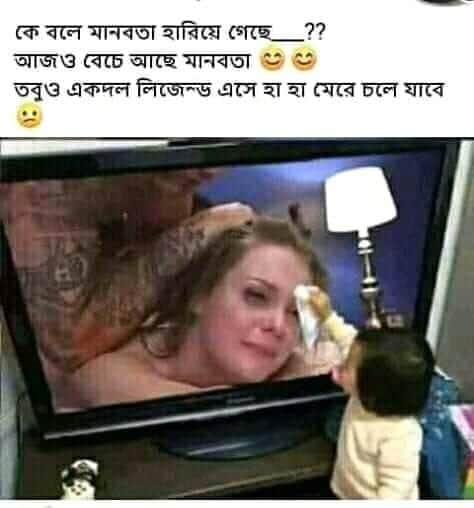 কে বলে মানবতা হারিয়ে গেছে___??
আজও বেচে আছে মানবতা 😊 😊
তবুও একদল লিজেন্ড এসে হা হা মেরে চলে যাবে
🙁